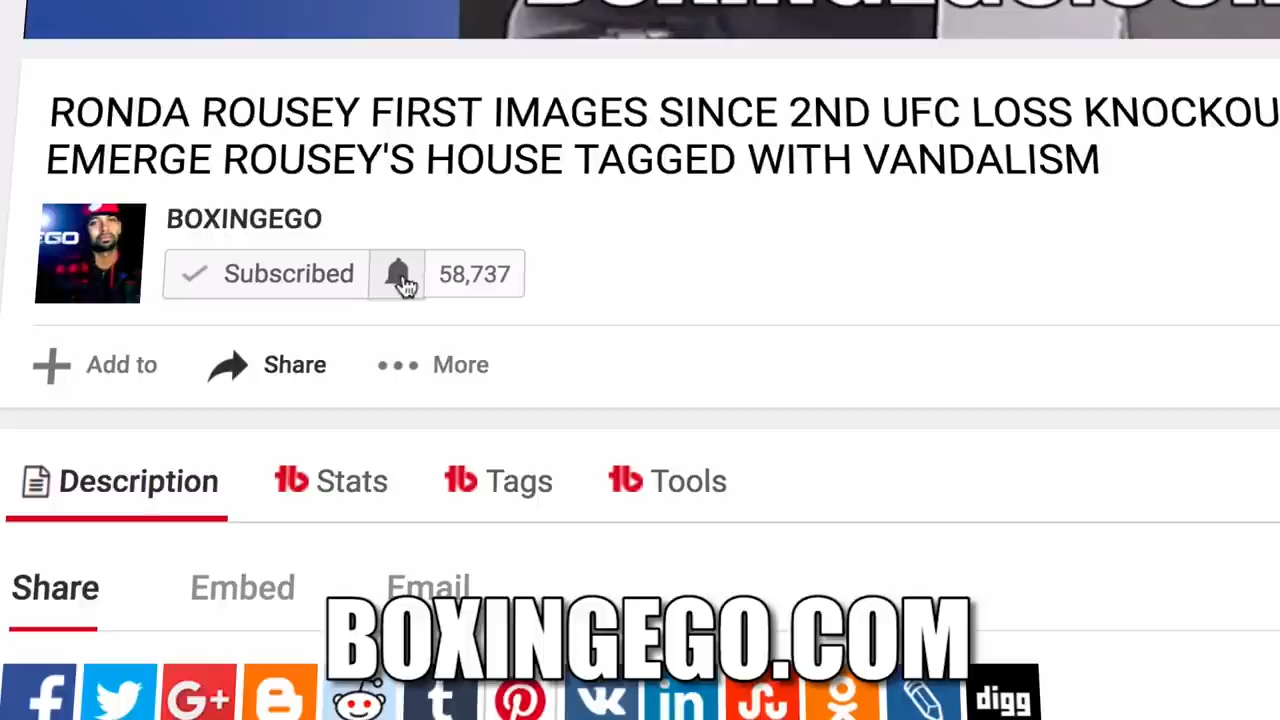 RONDA ROUSEY FIRST IMAGES SINCE 2ND UFC LOSS
EMERGE ROUSEY'S HOUSE TAGGED WITH VANDALISM
BOXINGEGO
Subscribed 58,737
Add to Share More
Description Stats Tags Tools
Share Embed Email
BOXINGEGO.COM
digg